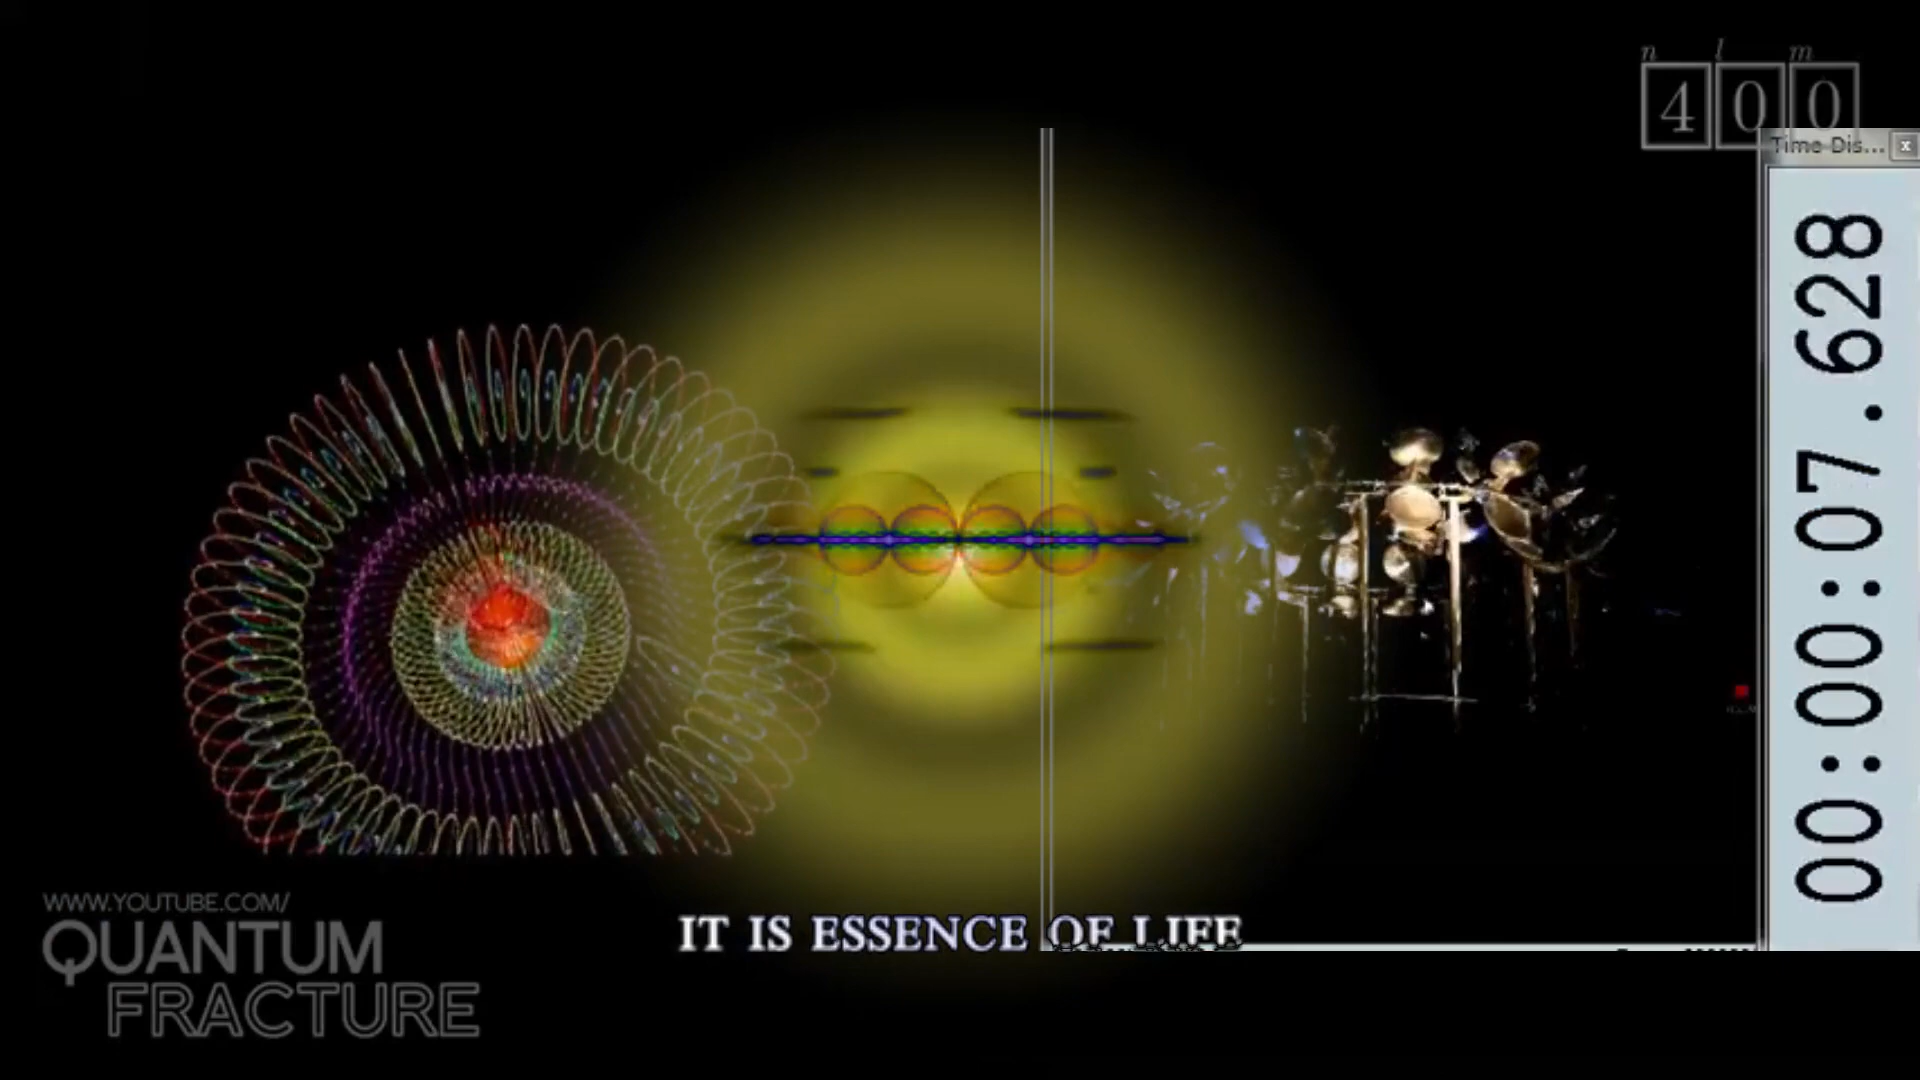 n l m
4 0 0
Time Dis... x
00:00:07.628
WWW.YOUTUBE.COM/
QUANTUM
FRACTURE
IT IS ESSENCE OF LIFE